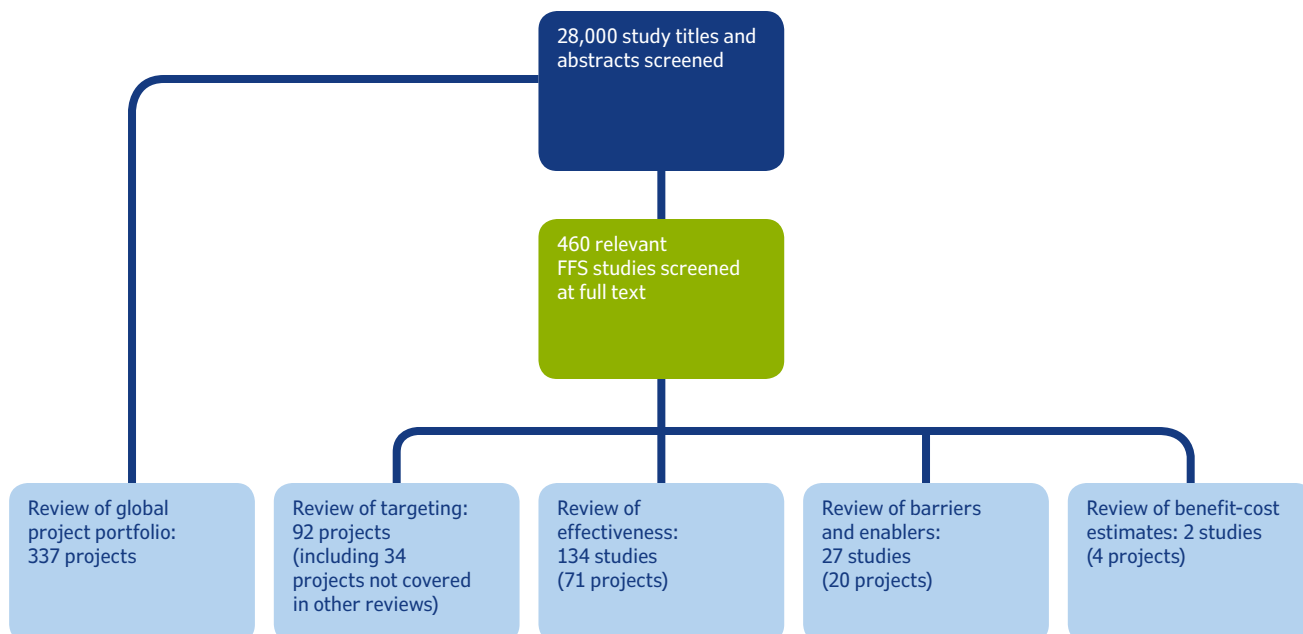 28,000 study titles and
abstracts screened
460 relevant
FFS studies screened
at full text
Review of global
project portfolio:
337 projects
Review of targeting:
92 projects
(including 34
projects not covered
in other reviews)
Review of
effectiveness:
134 studies
(71 projects)
Review of barriers
and enablers:
27 studies
(20 projects)
Review of benefit-cost
estimates: 2 studies
(4 projects)